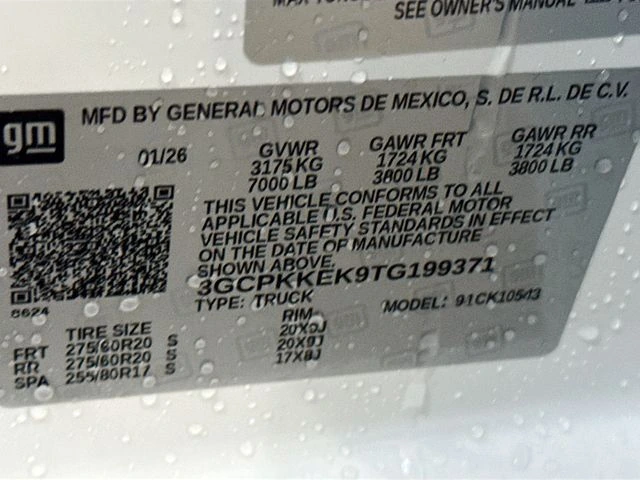 SEE OWNER'S MANUAL
gm
MFD BY GENERAL MOTORS DE MEXICO, S. DE R.L. DE C.V.
01/26 GVWR GAWR FRT GAWR RR
3175 KG 1724 KG 1724 KG
7000 LB 3800 LB 3800 LB
THIS VEHICLE CONFORMS TO ALL
APPLICABLE U.S. FEDERAL MOTOR
VEHICLE SAFETY STANDARDS IN EFFECT
ON THE DATE OF MANUFACTURE
SHOWN ABOVE.
3GCPKKEK9TG199371
TYPE: TRUCK MODEL: 91CK10543
8624
TIRE SIZE RIM
FRT 275/60R20 S 20X9J
RR 275/60R20 S 20X9J
SPA 255/80R17 S 17X8J